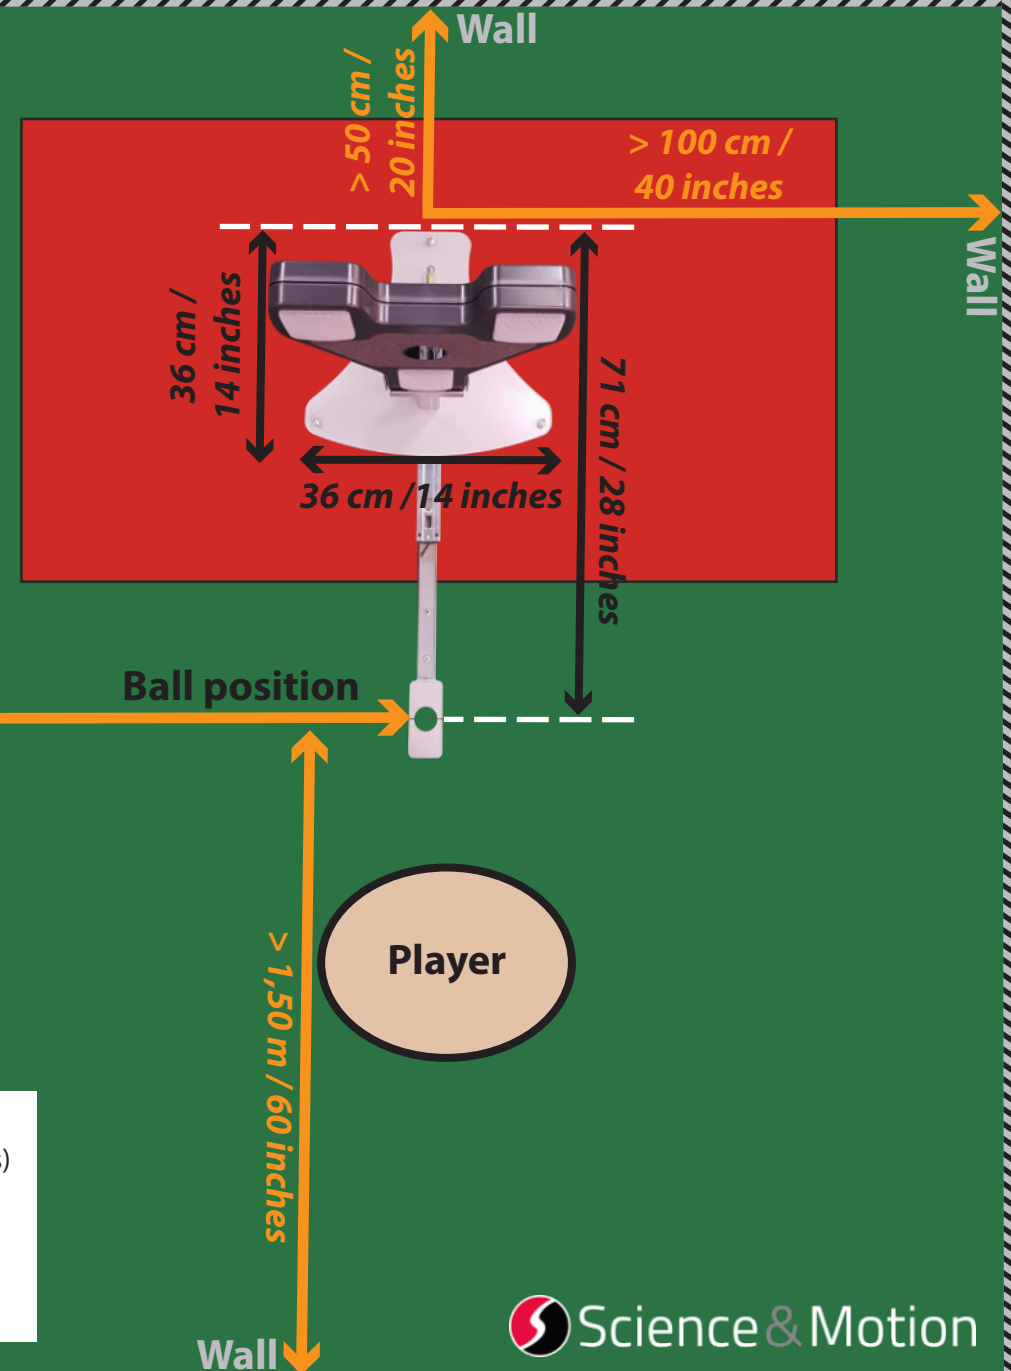 Wall
> 50 cm /
20 inches
> 100 cm /
40 inches
Wall
36 cm /
14 inches
71 cm / 28 inches
36 cm /14 inches
Ball position
Player
> 1,50 m / 60 inches
s)
Science & Motion
Wall